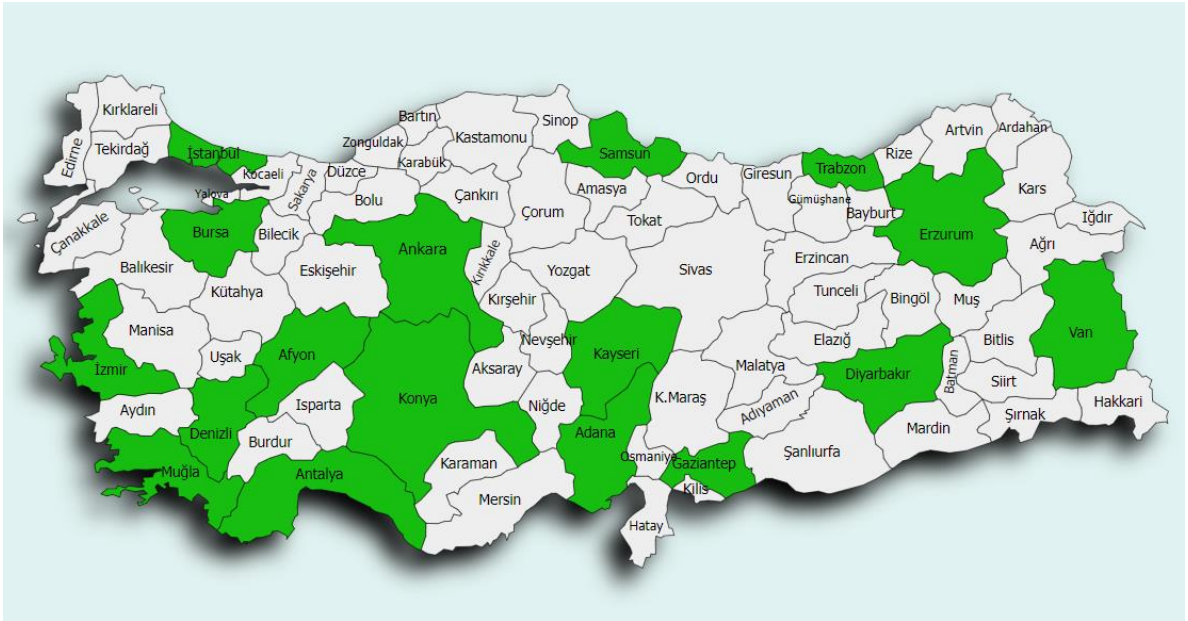 Kırklareli
Edirne
Tekirdağ
İstanbul
Kocaeli
Yalova
Sakarya
Düzce
Zonguldak
Bartın
Karabük
Kastamonu
Sinop
Samsun
Bolu
Çankırı
Çorum
Amasya
Ordu
Giresun
Trabzon
Rize
Artvin
Ardahan
Kars
Iğdır
Ağrı
Erzurum
Bayburt
Gümüşhane
Tokat
Çanakkale
Balıkesir
Bursa
Bilecik
Eskişehir
Kütahya
Ankara
Kırıkkale
Kırşehir
Yozgat
Sivas
Erzincan
Tunceli
Bingöl
Muş
Bitlis
Van
Manisa
İzmir
Uşak
Afyon
Konya
Aksaray
Nevşehir
Kayseri
Malatya
Elazığ
Diyarbakır
Batman
Siirt
Şırnak
Hakkari
Aydın
Denizli
Isparta
Burdur
Muğla
Antalya
Karaman
Mersin
Niğde
Adana
K.Maraş
Adıyaman
Osmaniye
Gaziantep
Kilis
Şanlıurfa
Mardin
Hatay